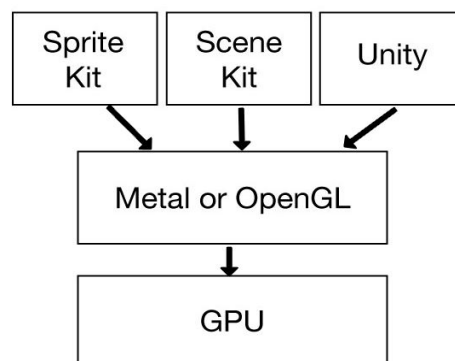 Sprite
Kit
Scene
Kit
Unity
Metal or OpenGL
GPU